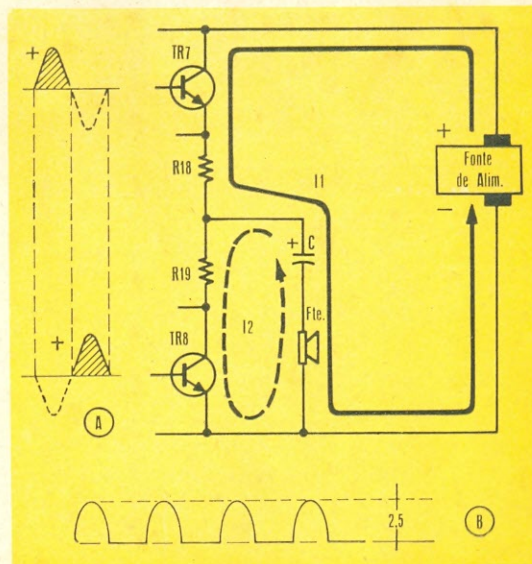 +
TR7
R18
I1
+
Fonte
de Alim.
−
+ C
R19
I2
Fte.
TR8
+
A
2,5
B